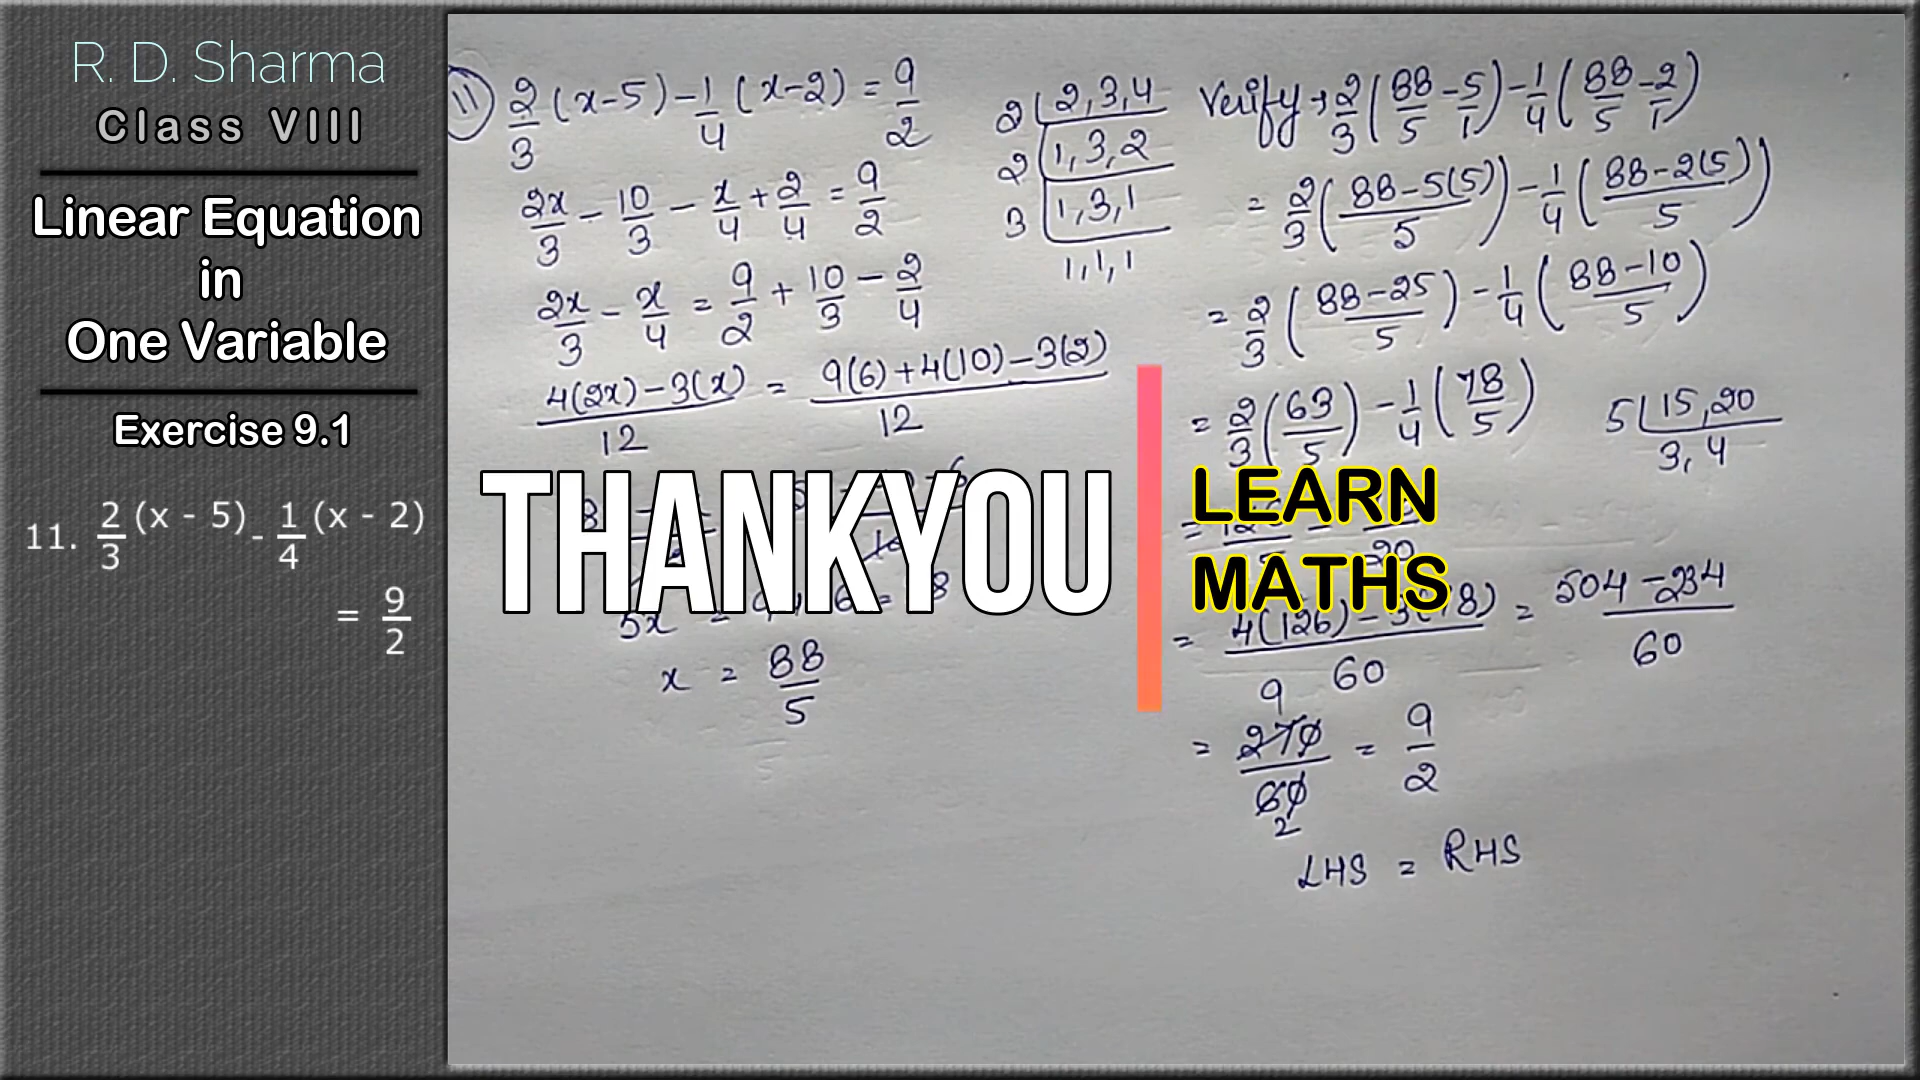 R. D. Sharma
Class VIII
Linear Equation
in
One Variable
Exercise 9.1
11. 2/3 (x - 5) - 1/4 (x - 2)
= 9/2
11) 2/3 (x-5) - 1/4 (x-2) = 9/2
2x/3 - 10/3 - x/4 + 2/4 = 9/2
2x/3 - x/4 = 9/2 + 10/3 - 2/4
4(2x)-3(x)/12 = 9(6)+4(10)-3(2)/12
x = 88/5
2 | 2,3,4
2 | 1,3,2
3 | 1,3,1
1,1,1
Verify → 2/3 (88/5 - 5/1) - 1/4 (88/5 - 2/1)
= 2/3 (88-5(5)/5) - 1/4 (88-2(5)/5)
= 2/3 (88-25/5) - 1/4 (88-10/5)
= 2/3 (63/5) - 1/4 (78/5)
5 | 15,20
3,4
= 4(126)-3(78)/60 = 504-234/60
= 270/60 = 9/2
LHS = RHS
THANKYOU
LEARN
MATHS